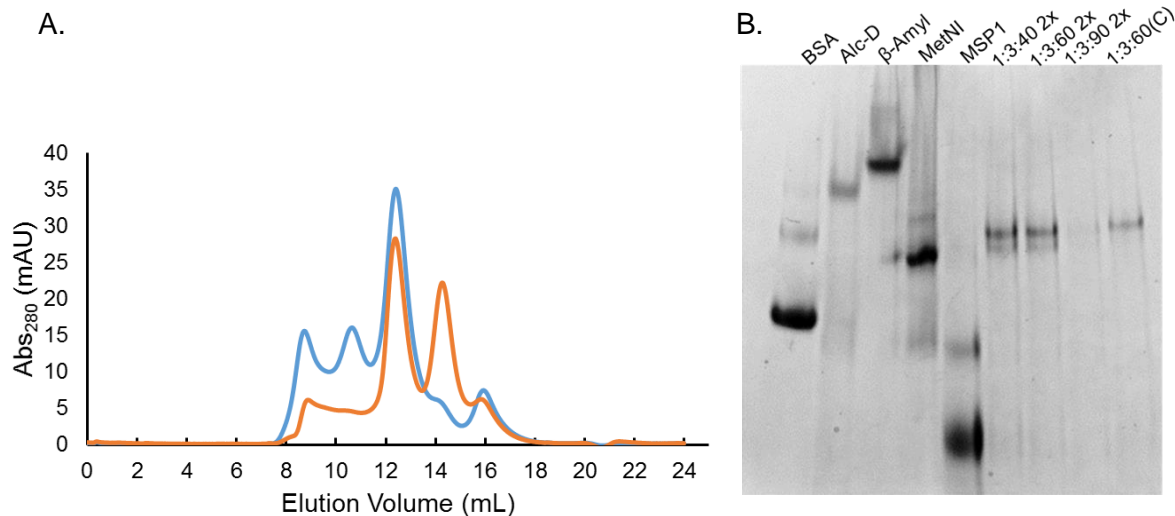 A.
40
35
30
25
20
15
10
5
0
Abs280 (mAU)
0 2 4 6 8 10 12 14 16 18 20 22 24
Elution Volume (mL)
B.
BSA
Alc-D
β-Amyl
MetNI
MSP1
1:3:40 2x
1:3:60 2x
1:3:90 2x
1:3:60(C)